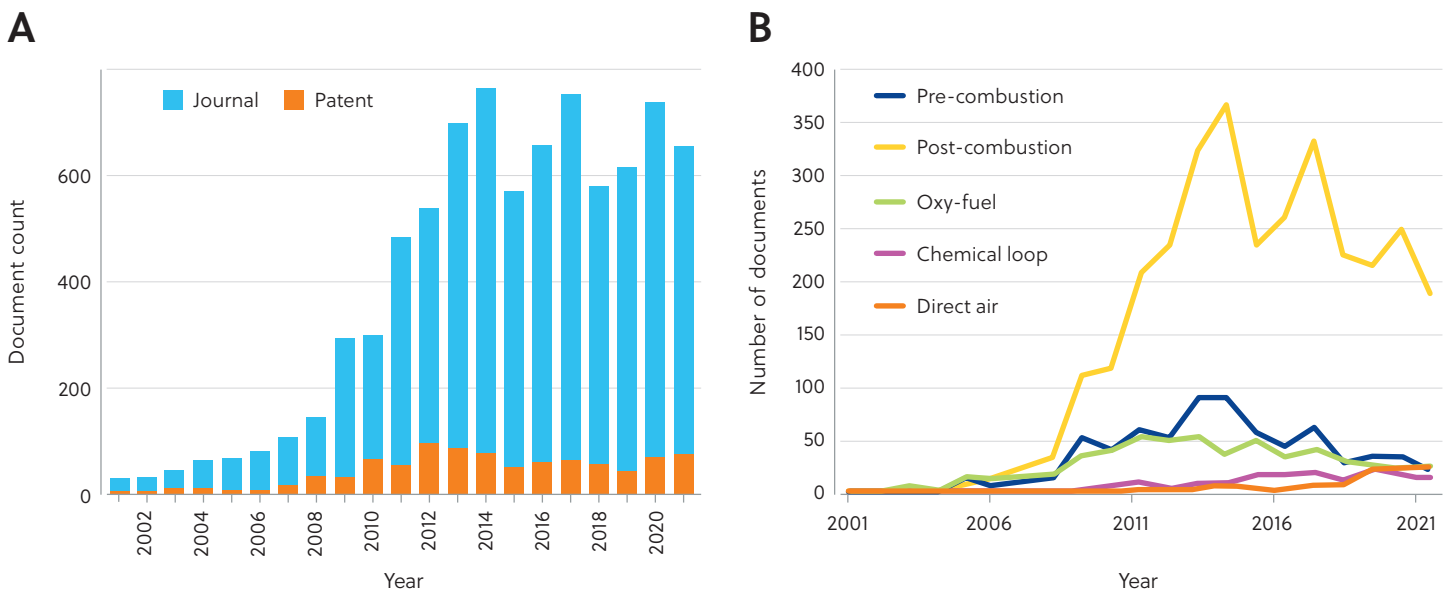 A
Journal
Patent
Document count
600
400
200
0
2002
2004
2006
2008
2010
2012
2014
2016
2018
2020
Year
B
400
350
300
250
200
150
100
50
0
Number of documents
Pre-combustion
Post-combustion
Oxy-fuel
Chemical loop
Direct air
2001
2006
2011
2016
2021
Year